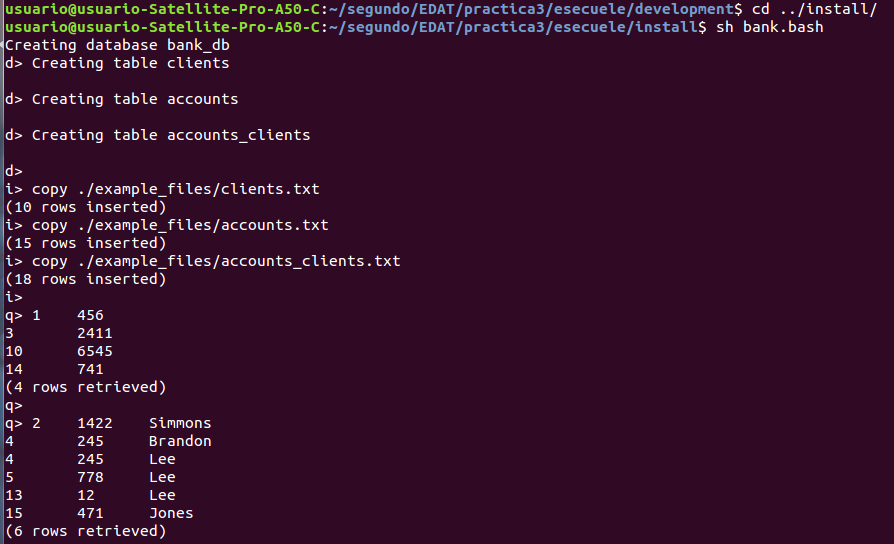 usuario@usuario-Satellite-Pro-A50-C:~/segundo/EDAT/practica3/esecuele/development$ cd ../install/
usuario@usuario-Satellite-Pro-A50-C:~/segundo/EDAT/practica3/esecuele/install$ sh bank.bash
Creating database bank_db
d> Creating table clients
d> Creating table accounts
d> Creating table accounts_clients
d>
i> copy ./example_files/clients.txt
(10 rows inserted)
i> copy ./example_files/accounts.txt
(15 rows inserted)
i> copy ./example_files/accounts_clients.txt
(18 rows inserted)
i>
q> 1 456
3 2411
10 6545
14 741
(4 rows retrieved)
q>
q> 2 1422 Simmons
4 245 Brandon
4 245 Lee
5 778 Lee
13 12 Lee
15 471 Jones
(6 rows retrieved)